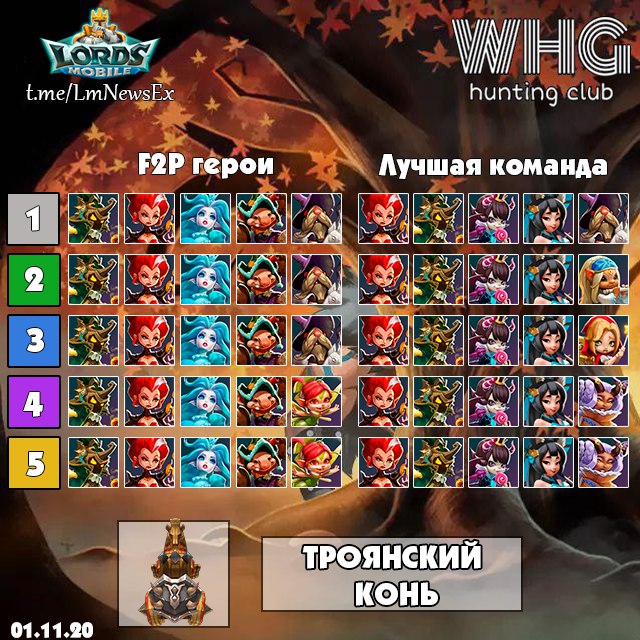 LORDS
MOBILE
t.me/LmNewsEx
WHG
hunting club
F2P герои
Лучшая команда
1
2
3
4
5
ТРОЯНСКИЙ
КОНЬ
01.11.20